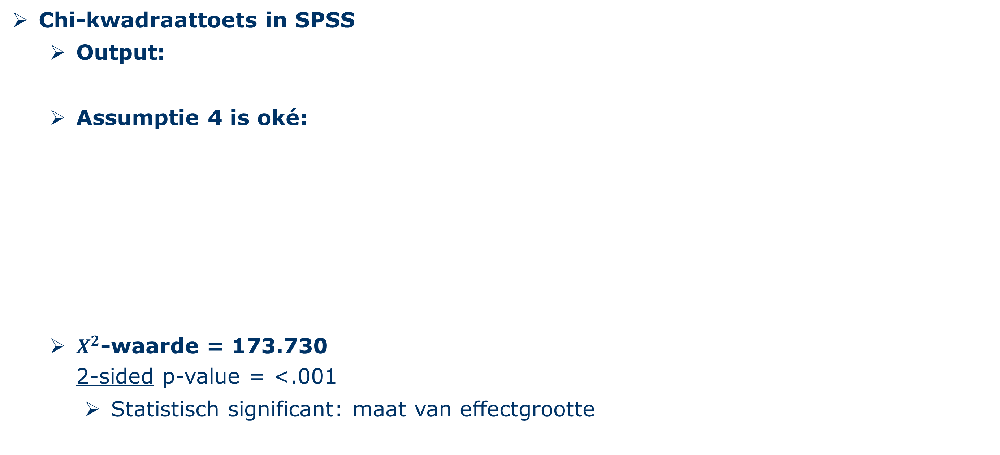 ➢ Chi-kwadraattoets in SPSS
➢ Output:
➢ Assumptie 4 is oké:
➢ X²-waarde = 173.730
2-sided p-value = <.001
➢ Statistisch significant: maat van effectgrootte